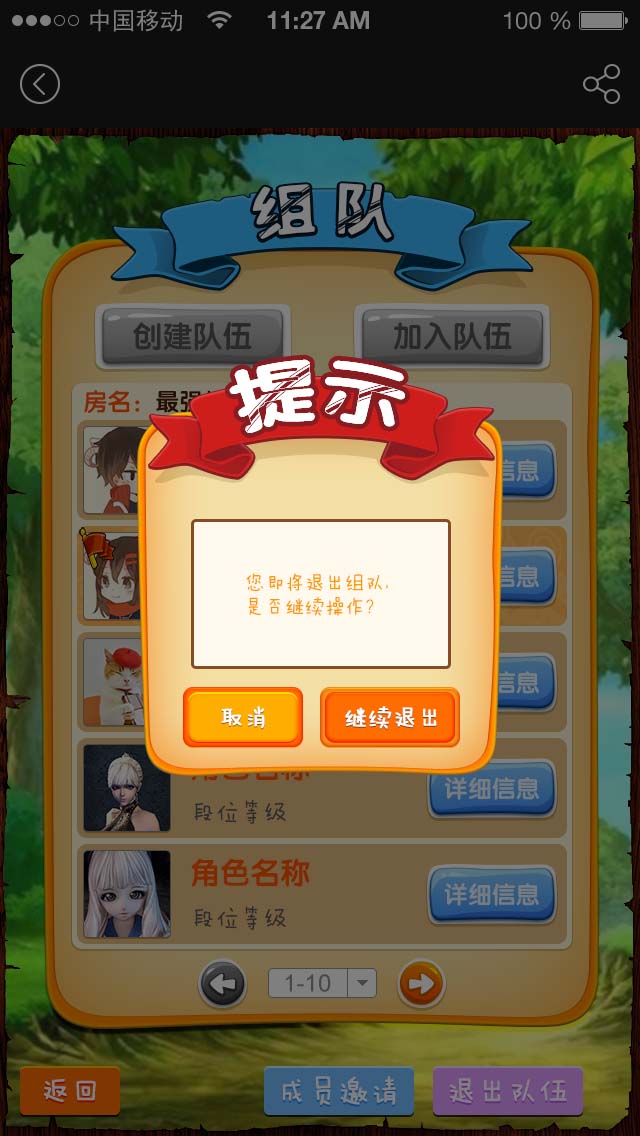 中国移动 11:27 AM 100 %
组队
创建队伍 加入队伍
提示
房名：最强
信息
信息
您即将退出组队，
是否继续操作？
信息
取消 继续退出
角色名称
段位等级 详细信息
角色名称
段位等级 详细信息
1-10
返回 成员邀请 退出队伍